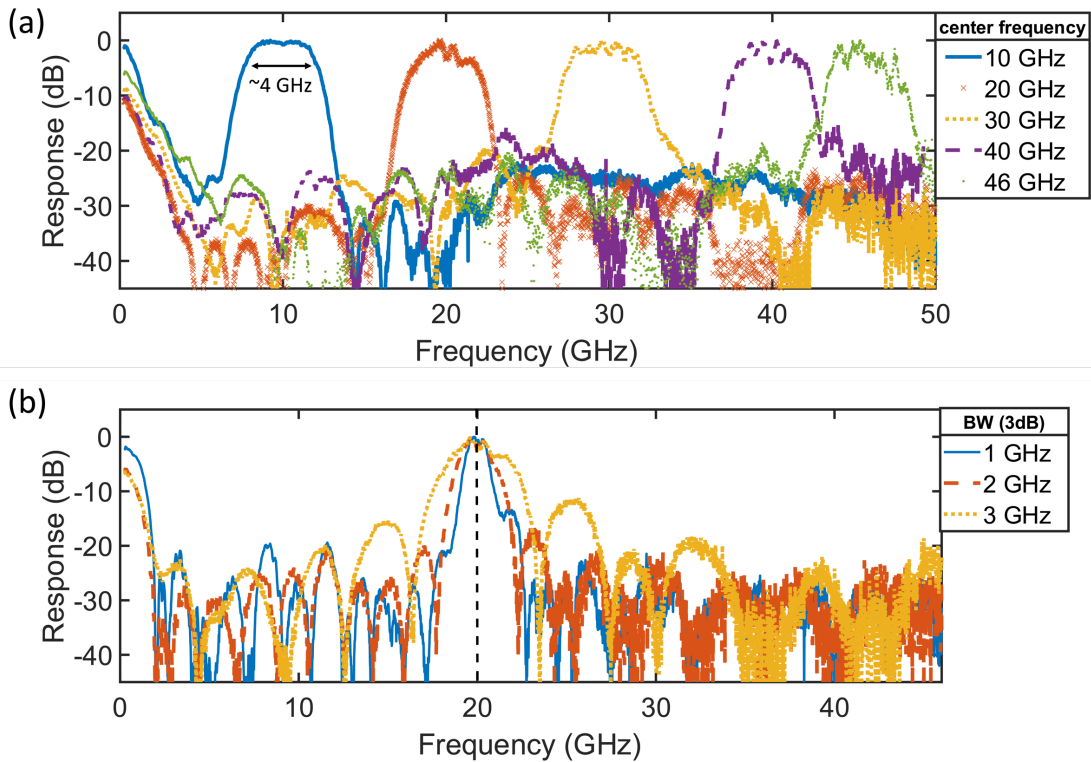 (a)
Response (dB)
0
-10
-20
-30
-40
~4 GHz
0
10
20
30
40
50
Frequency (GHz)
center frequency
10 GHz
20 GHz
30 GHz
40 GHz
46 GHz
(b)
Response (dB)
0
-10
-20
-30
-40
0
10
20
30
40
Frequency (GHz)
BW (3dB)
1 GHz
2 GHz
3 GHz